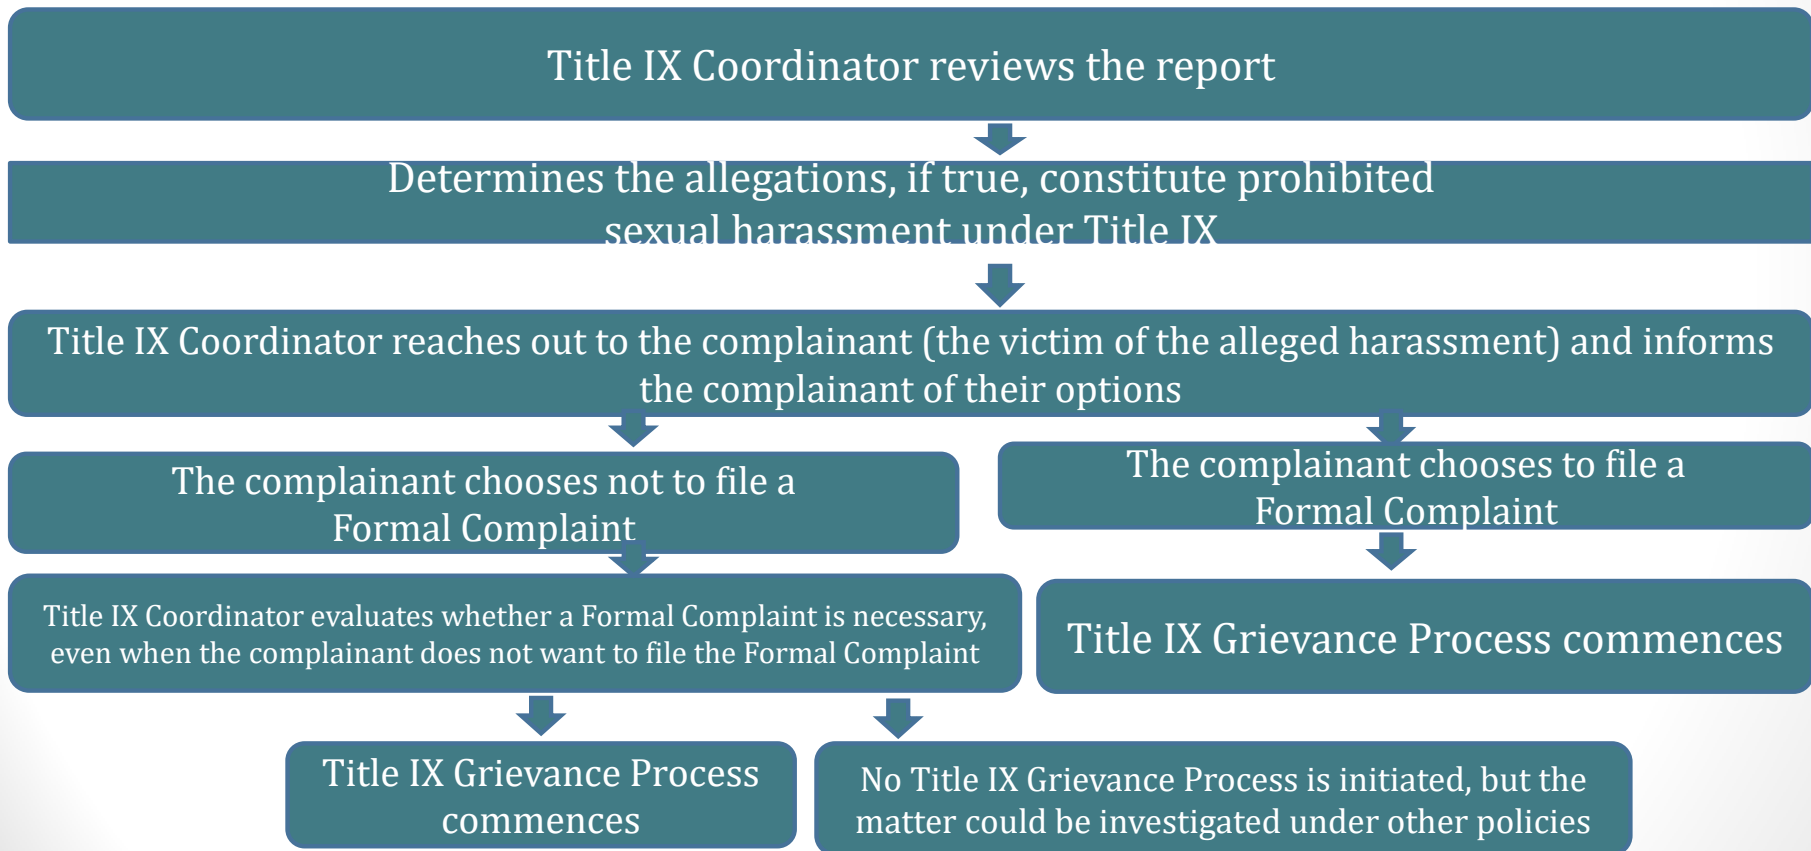 Title IX Coordinator reviews the report
Determines the allegations, if true, constitute prohibited
sexual harassment under Title IX
Title IX Coordinator reaches out to the complainant (the victim of the alleged harassment) and informs
the complainant of their options
The complainant chooses not to file a
Formal Complaint
The complainant chooses to file a
Formal Complaint
Title IX Coordinator evaluates whether a Formal Complaint is necessary,
even when the complainant does not want to file the Formal Complaint
Title IX Grievance Process commences
Title IX Grievance Process
commences
No Title IX Grievance Process is initiated, but the
matter could be investigated under other policies